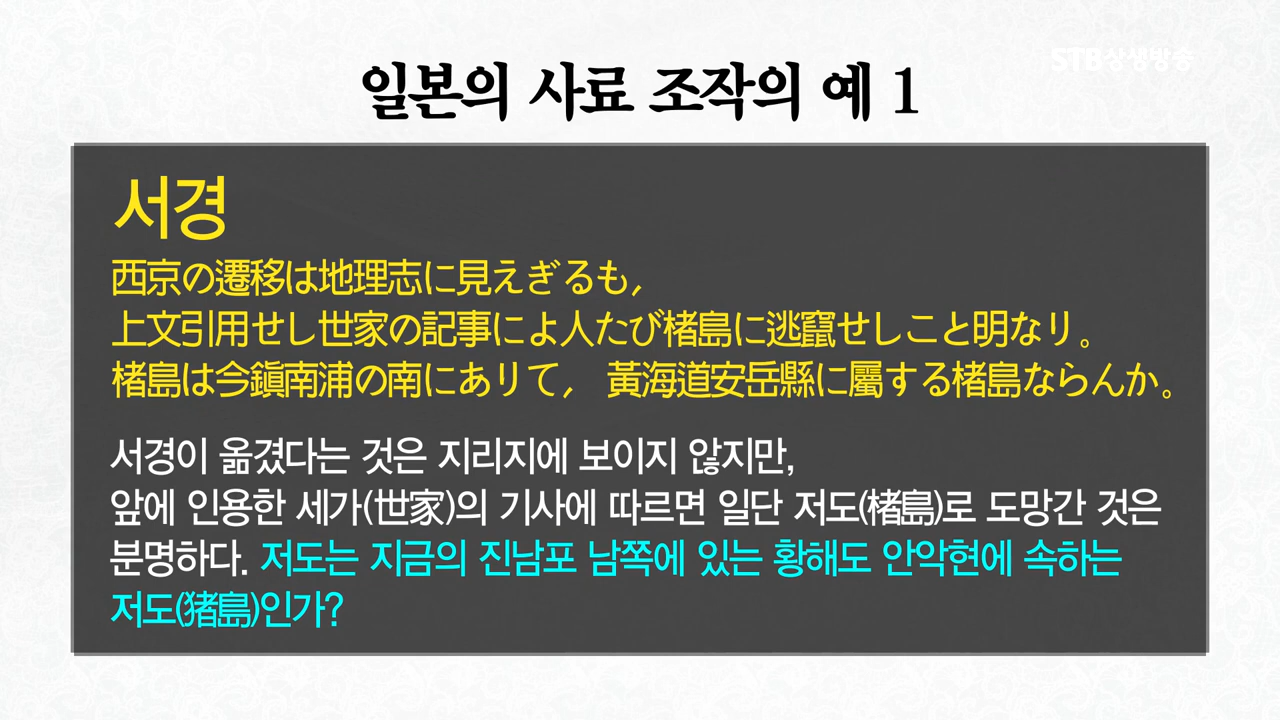 STB상생방송
일본의 사료 조작의 예 1
서경
西京の遷移は地理志に見えぎるも,
上文引用せし世家の記事によ人たび楮島に逃竄せしこと明なり。
楮島は今鎭南浦の南にありて, 黃海道安岳縣に屬する楮島ならんか。
서경이 옮겼다는 것은 지리지에 보이지 않지만,
앞에 인용한 세가(世家)의 기사에 따르면 일단 저도(楮島)로 도망간 것은
분명하다. 저도는 지금의 진남포 남쪽에 있는 황해도 안악현에 속하는
저도(猪島)인가?